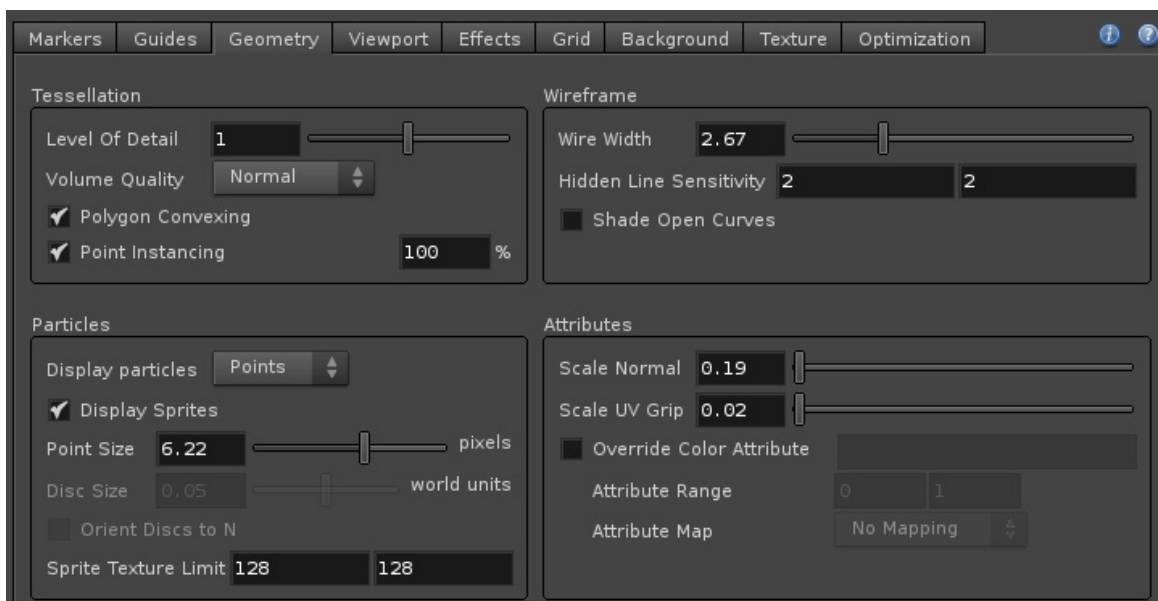 Markers Guides Geometry Viewport Effects Grid Background Texture Optimization
Tessellation
Level Of Detail 1
Volume Quality Normal
Polygon Convexing
Point Instancing 100 %
Wireframe
Wire Width 2.67
Hidden Line Sensitivity 2 2
Shade Open Curves
Particles
Display particles Points
Display Sprites
Point Size 6.22 pixels
Disc Size 0.05 world units
Orient Discs to N
Sprite Texture Limit 128 128
Attributes
Scale Normal 0.19
Scale UV Grip 0.02
Override Color Attribute
Attribute Range 0 1
Attribute Map No Mapping